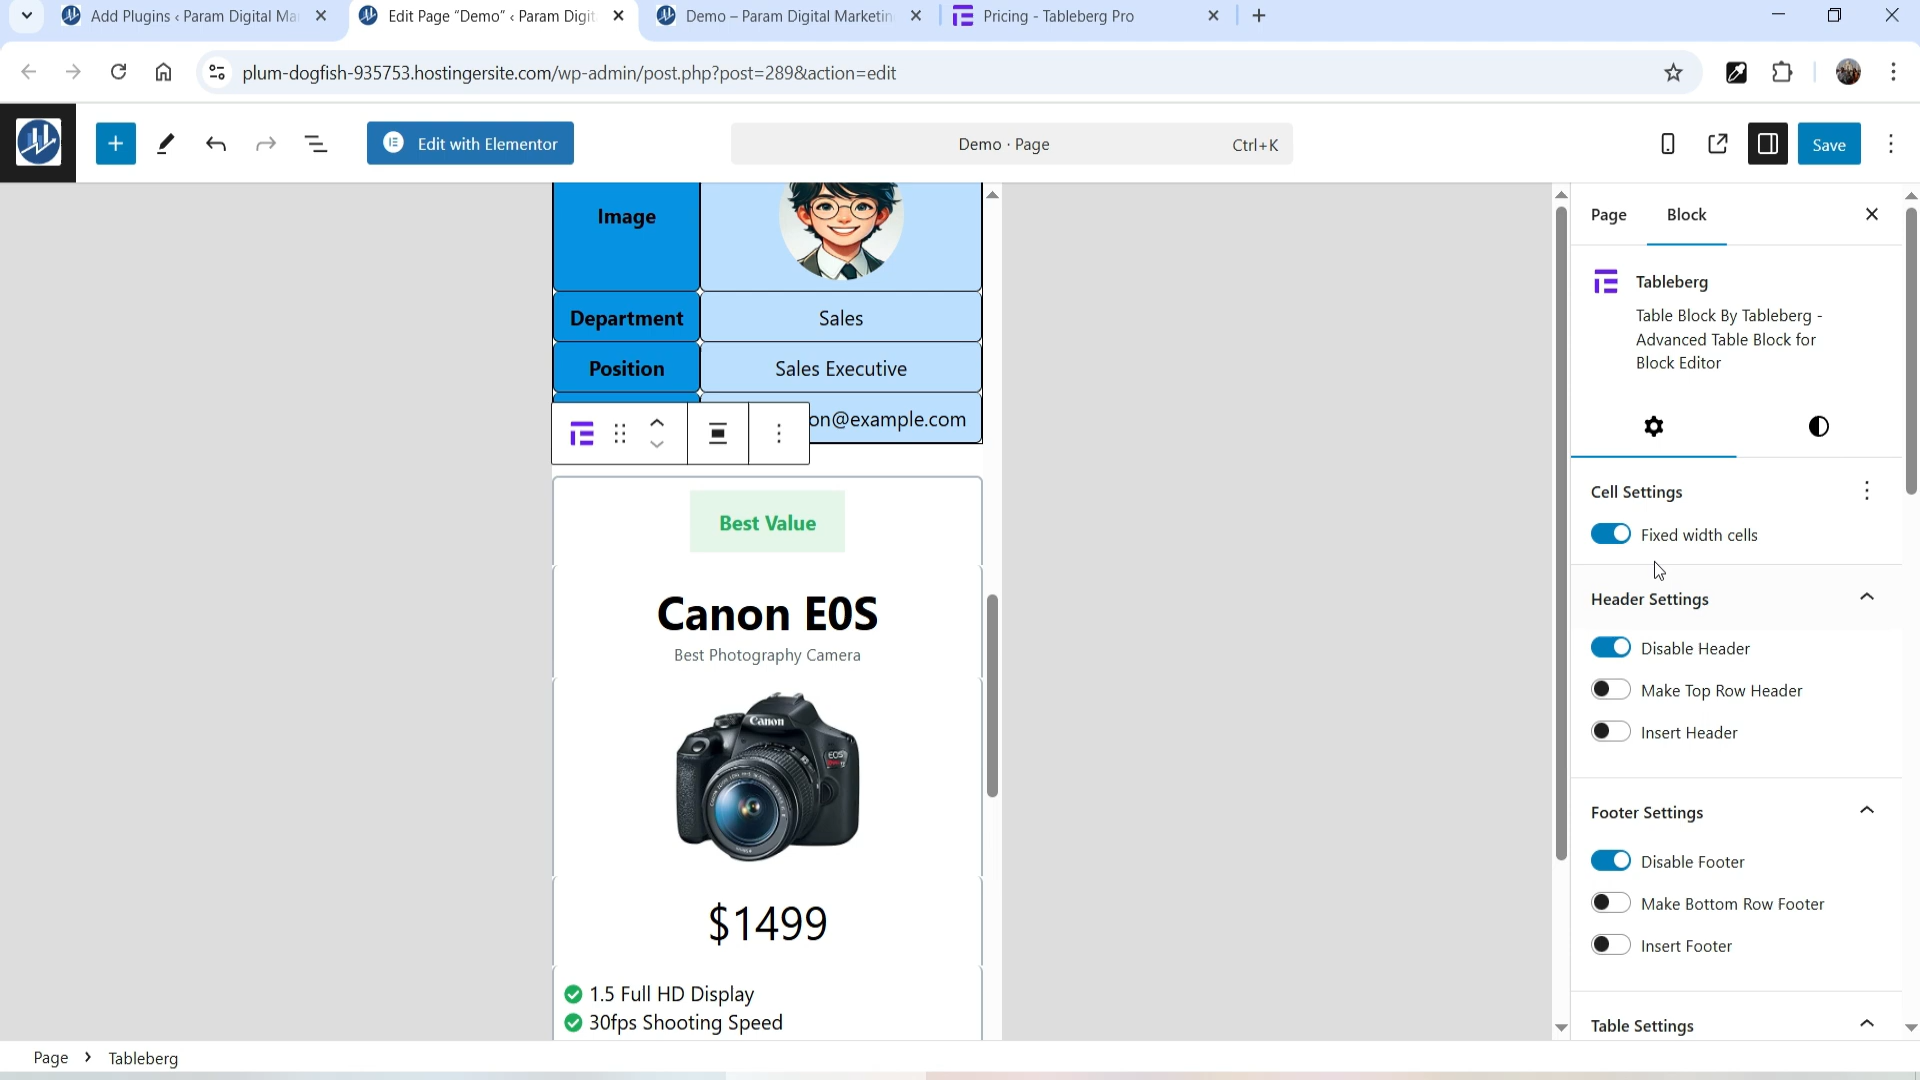 Add Plugins ‹ Param Digital Ma
Edit Page “Demo” ‹ Param Digit
Demo – Param Digital Marketin
Pricing - Tableberg Pro
plum-dogfish-935753.hostingersite.com/wp-admin/post.php?post=289&action=edit
Edit with Elementor
Demo · Page
Ctrl+K
Save
Image
Department
Sales
Position
Sales Executive
on@example.com
Best Value
Canon E0S
Best Photography Camera
Canon
EOS
$1499
1.5 Full HD Display
30fps Shooting Speed
Page
Block
Tableberg
Table Block By Tableberg -
Advanced Table Block for
Block Editor
Cell Settings
Fixed width cells
Header Settings
Disable Header
Make Top Row Header
Insert Header
Footer Settings
Disable Footer
Make Bottom Row Footer
Insert Footer
Table Settings
Page
Tableberg